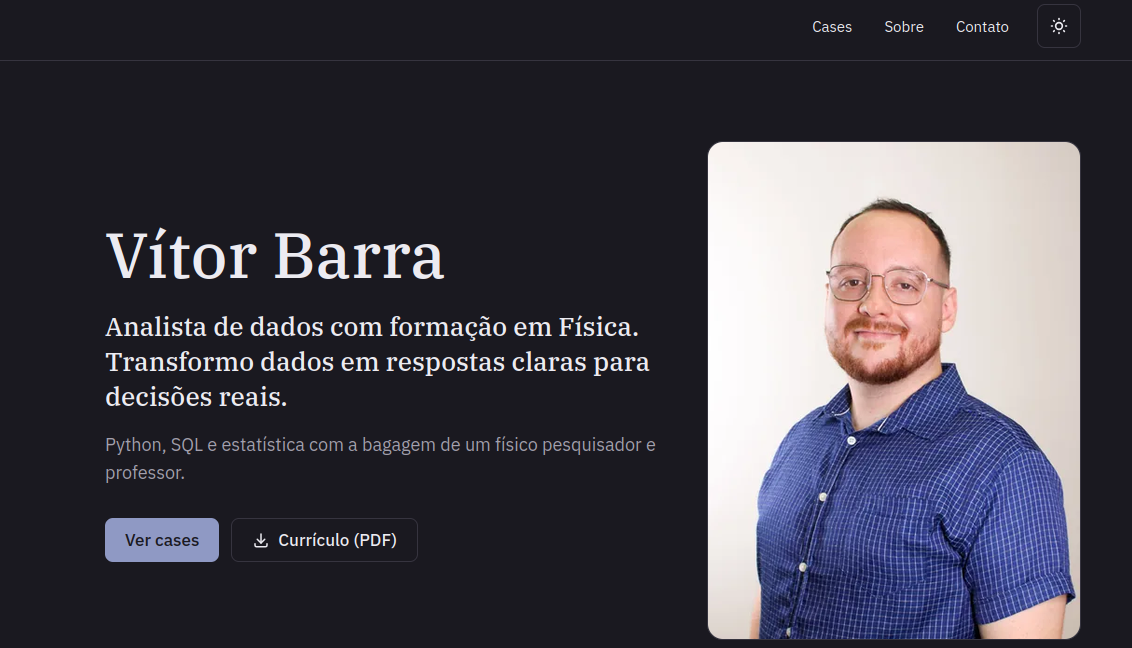 Cases Sobre Contato
Vítor Barra
Analista de dados com formação em Física.
Transformo dados em respostas claras para
decisões reais.
Python, SQL e estatística com a bagagem de um físico pesquisador e
professor.
Ver cases Currículo (PDF)